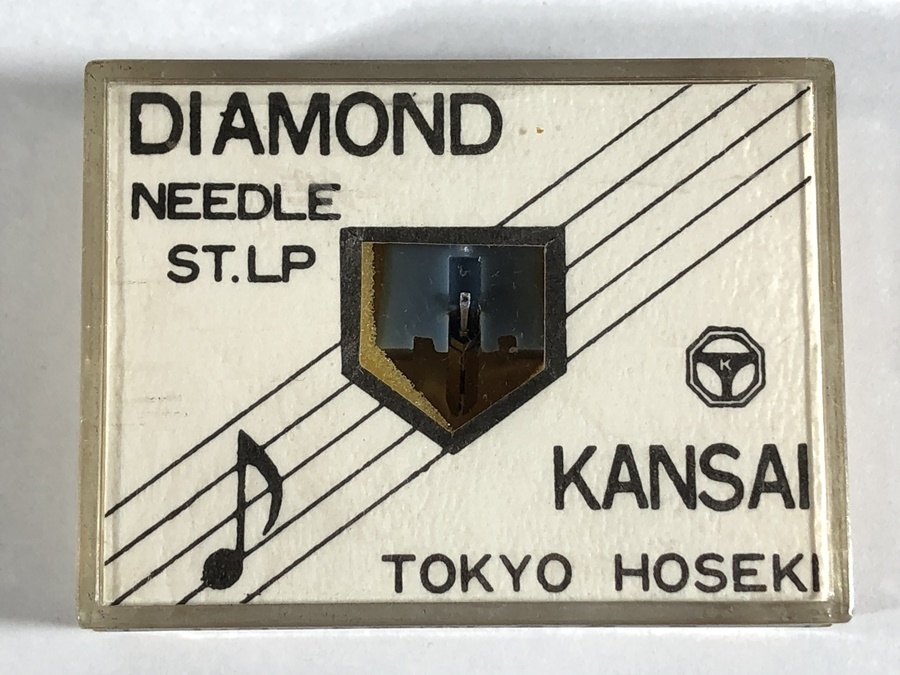 DIAMOND
NEEDLE
ST.LP
K
KANSAI
TOKYO HOSEKI